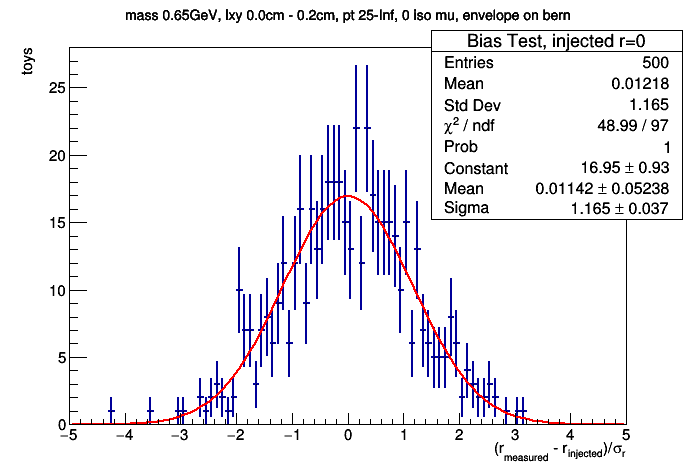 mass 0.65GeV, lxy 0.0cm - 0.2cm, pt 25-Inf, 0 Iso mu, envelope on bern
toys
Bias Test, injected r=0
Entries 500
Mean 0.01218
Std Dev 1.165
χ² / ndf 48.99 / 97
Prob 1
Constant 16.95 ± 0.93
Mean 0.01142 ± 0.05238
Sigma 1.165 ± 0.037
25
20
15
10
5
0
−5 −4 −3 −2 −1 0 1 2 3 4 5
(r_measured - r_injected)/σ_r